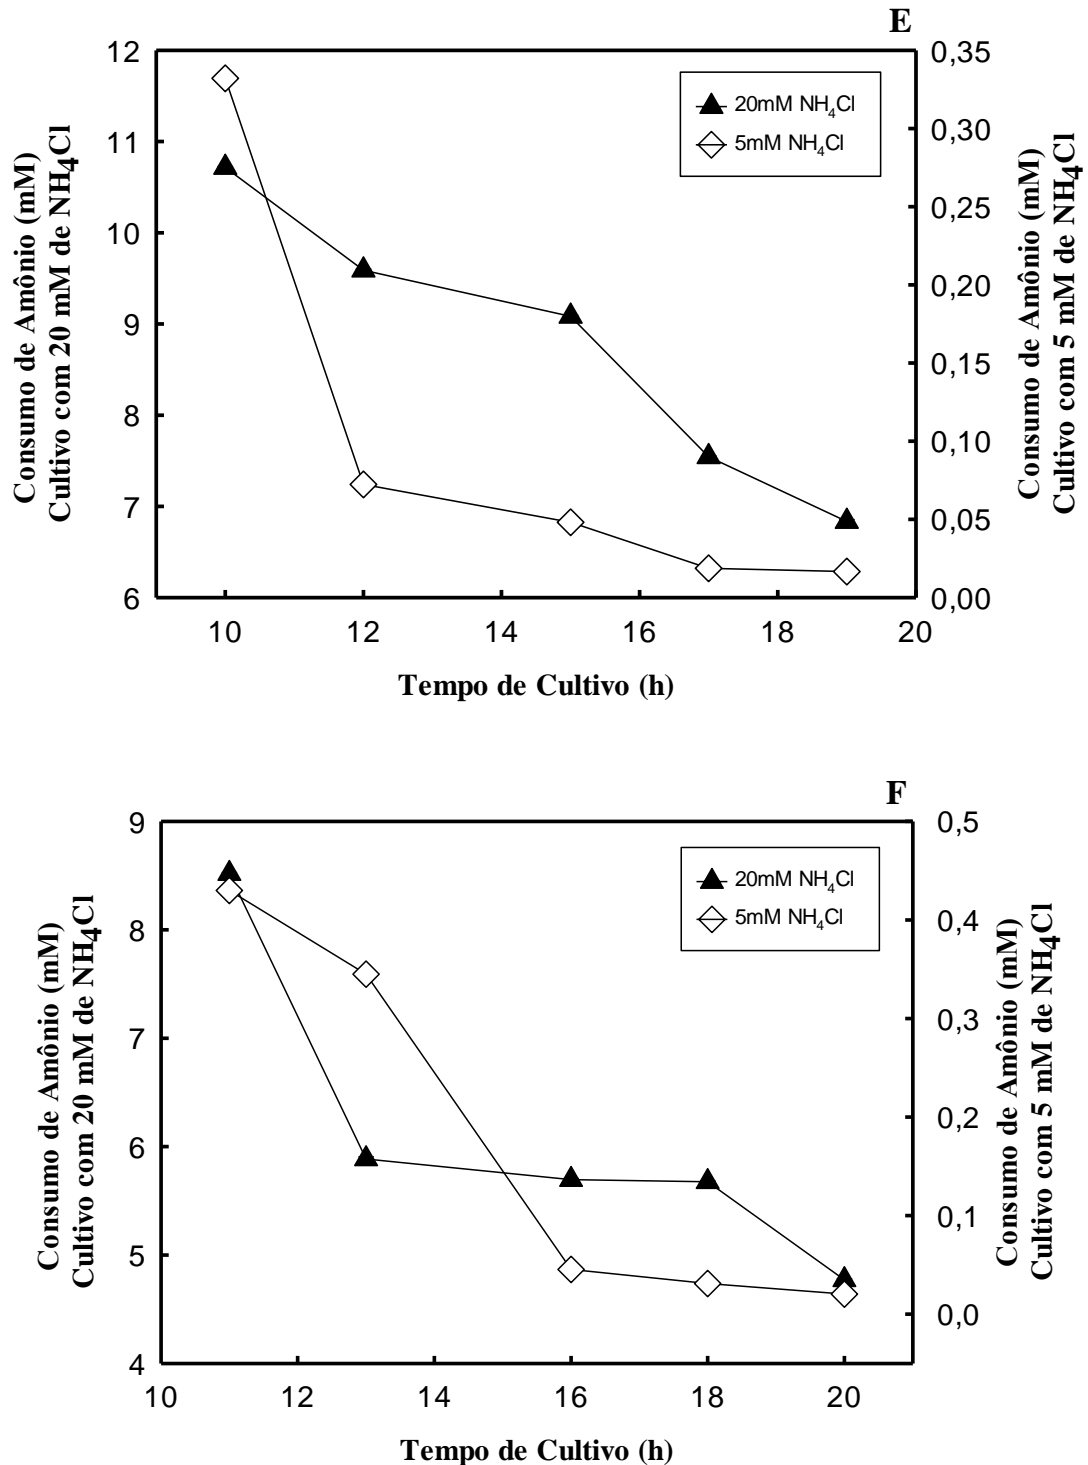 E
12
11
10
9
8
7
6
0,35
0,30
0,25
0,20
0,15
0,10
0,05
0,00
10
12
14
16
18
20
20mM NH₄Cl
5mM NH₄Cl
Consumo de Amônio (mM)
Cultivo com 20 mM de NH4Cl
Consumo de Amônio (mM)
Cultivo com 5 mM de NH4Cl
Tempo de Cultivo (h)
F
9
8
7
6
5
4
0,5
0,4
0,3
0,2
0,1
0,0
10
12
14
16
18
20
20mM NH₄Cl
5mM NH₄Cl
Consumo de Amônio (mM)
Cultivo com 20 mM de NH4Cl
Consumo de Amônio (mM)
Cultivo com 5 mM de NH4Cl
Tempo de Cultivo (h)